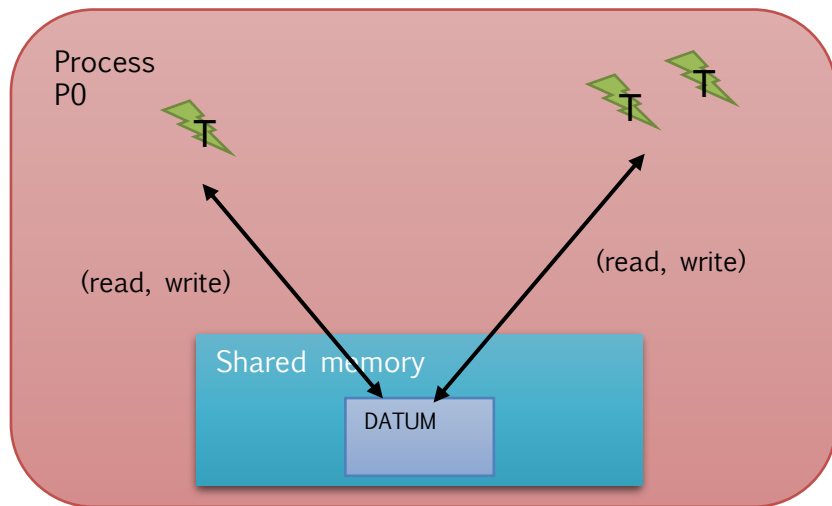 Process
P0
T
T
T
(read, write)
(read, write)
Shared memory
DATUM